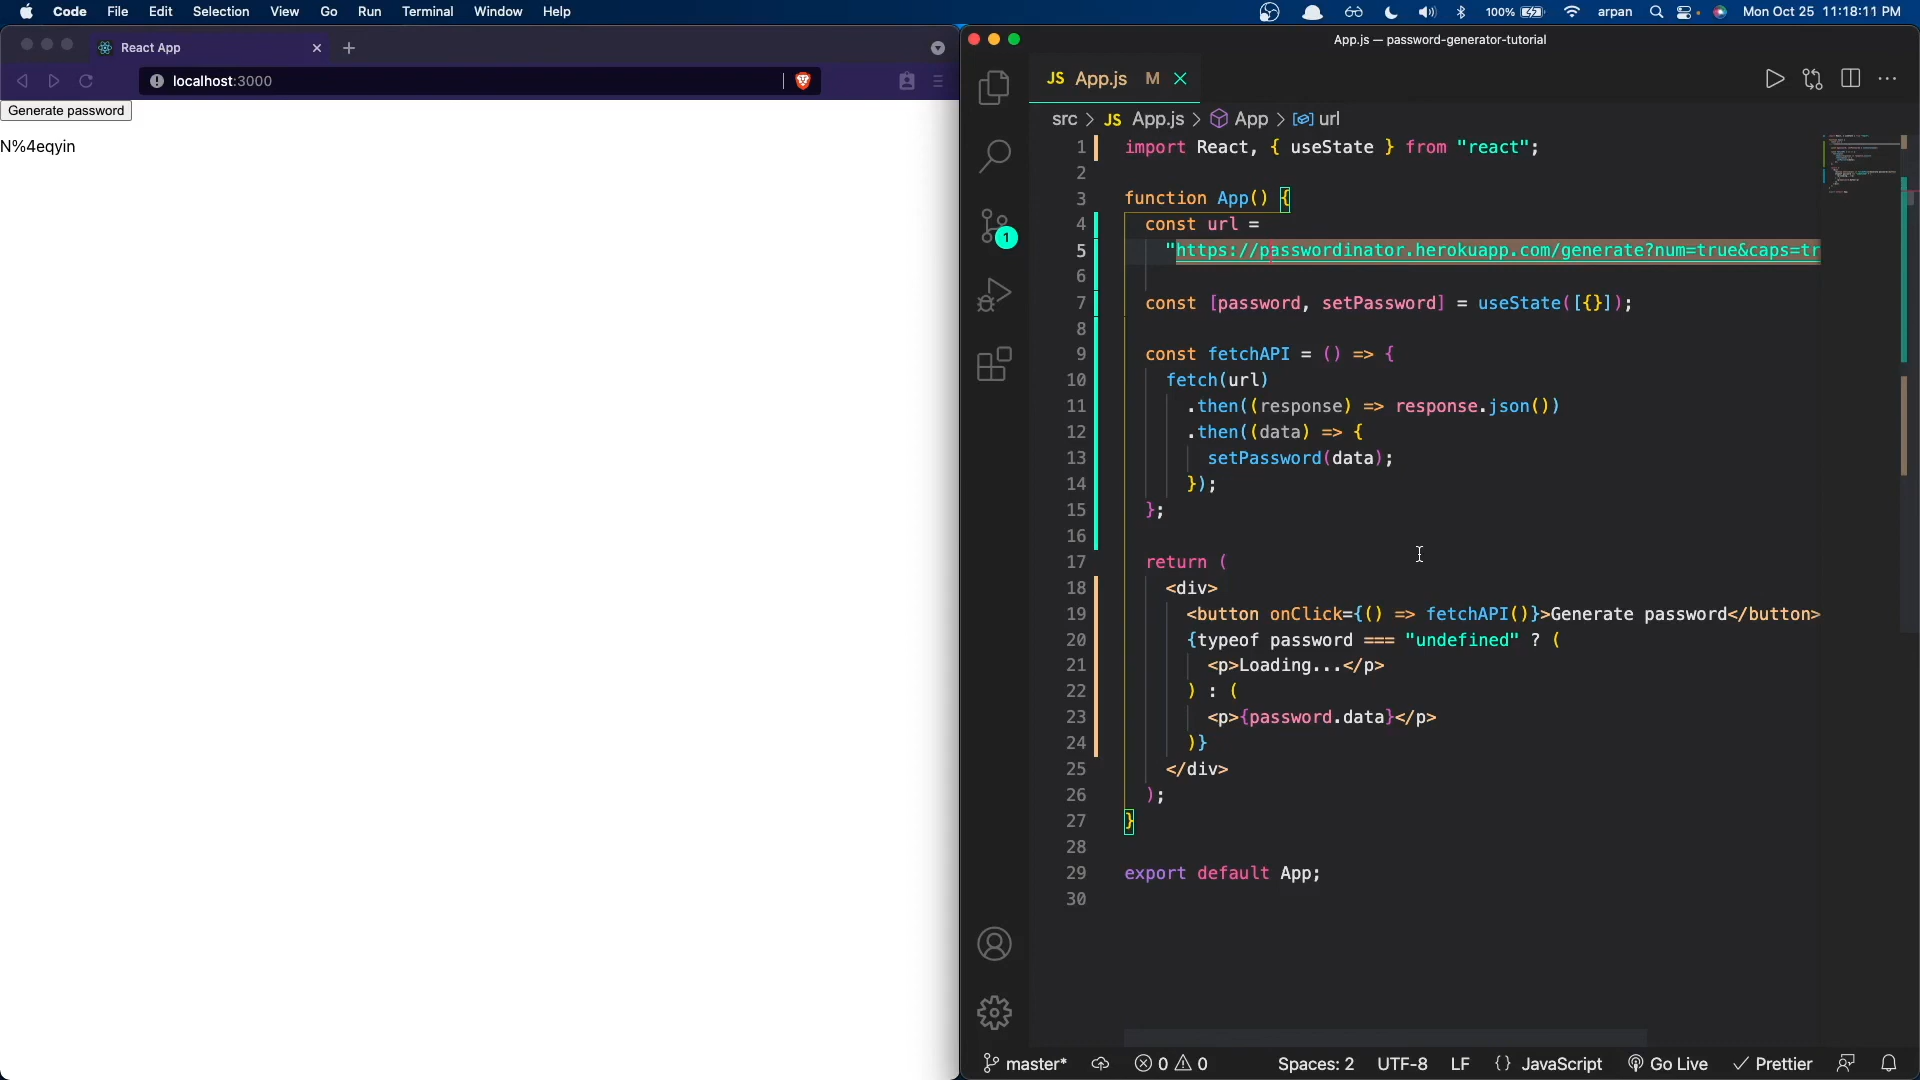 Code File Edit Selection View Go Run Terminal Window Help 100% arpan Mon Oct 25 11:18:11 PM
React App
localhost:3000
Generate password
N%4eqyin
App.js — password-generator-tutorial
JS App.js M
src > JS App.js > App > url
1 import React, { useState } from "react";
2
3 function App() {
4 const url =
5 "https://passwordinator.herokuapp.com/generate?num=true&caps=tr
6
7 const [password, setPassword] = useState([{}]);
8
9 const fetchAPI = () => {
10 fetch(url)
11 .then((response) => response.json())
12 .then((data) => {
13 setPassword(data);
14 });
15 };
16
17 return (
18 <div>
19 <button onClick={() => fetchAPI()}>Generate password</button>
20 {typeof password === "undefined" ? (
21 <p>Loading...</p>
22 ) : (
23 <p>{password.data}</p>
24 )}
25 </div>
26 );
27 }
28
29 export default App;
30
1
master* 0 0 Spaces: 2 UTF-8 LF {} JavaScript Go Live Prettier